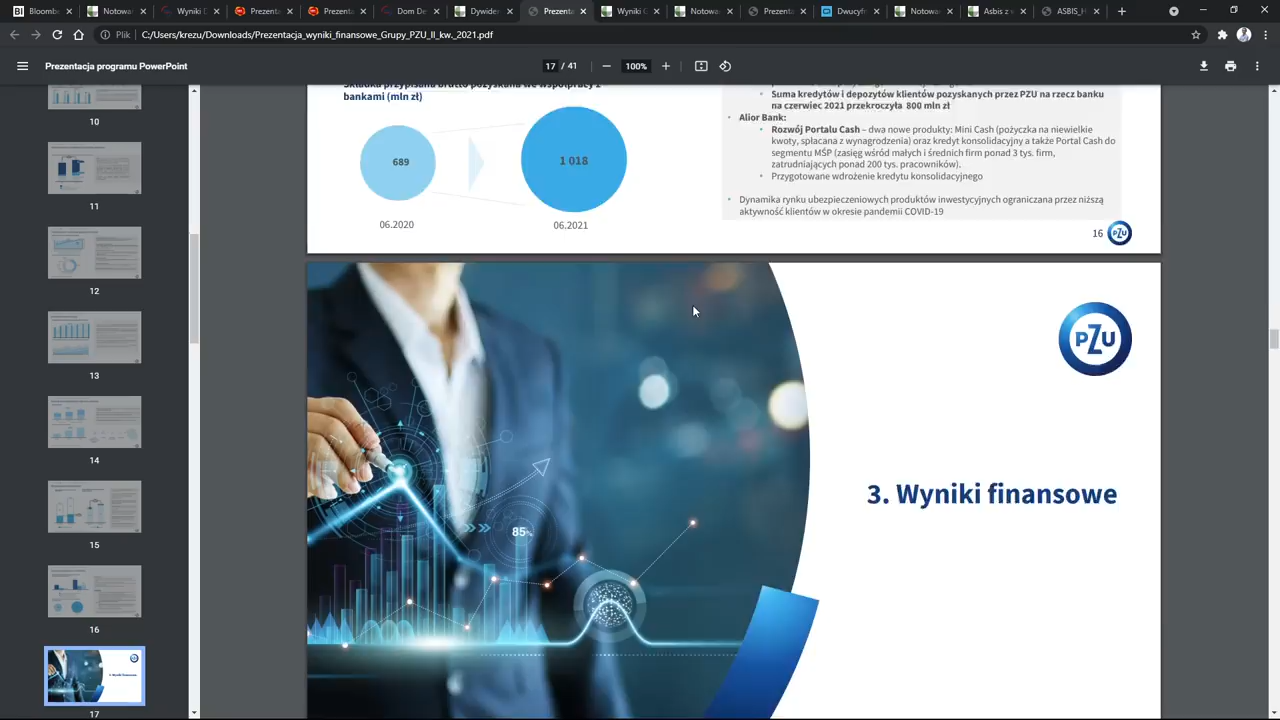 BI Bloomba
Notowa
Wyniki D
Prezenta
Prezenta
Dom De
Dywiden
Prezenta
Wyniki G
Notowa
Prezenta
Dwucyfr
Notowa
Asbis z w
ASBIS_H
Plik C:/Users/krezu/Downloads/Prezentacja_wyniki_finansowe_Grupy_PZU_II_kw._2021.pdf
Prezentacja programu PowerPoint
17 / 41
100%
10
11
12
13
14
15
16
17
bankami (mln zł)
689
1 018
06.2020
06.2021
Suma kredytów i depozytów klientów pozyskanych przez PZU na rzecz banku
na czerwiec 2021 przekroczyła 800 mln zł
Alior Bank:
Rozwój Portalu Cash – dwa nowe produkty: Mini Cash (pożyczka na niewielkie
kwoty, spłacana z wynagrodzenia) oraz kredyt konsolidacyjny a także Portal Cash do
segmentu MŚP (zasięg wśród małych i średnich firm ponad 3 tys. firm,
zatrudniających ponad 200 tys. pracowników).
Przygotowane wdrożenie kredytu konsolidacyjnego
Dynamika rynku ubezpieczeniowych produktów inwestycyjnych ograniczana przez niższą
aktywność klientów w okresie pandemii COVID-19
16 PZU
PZU
3. Wyniki finansowe
85%